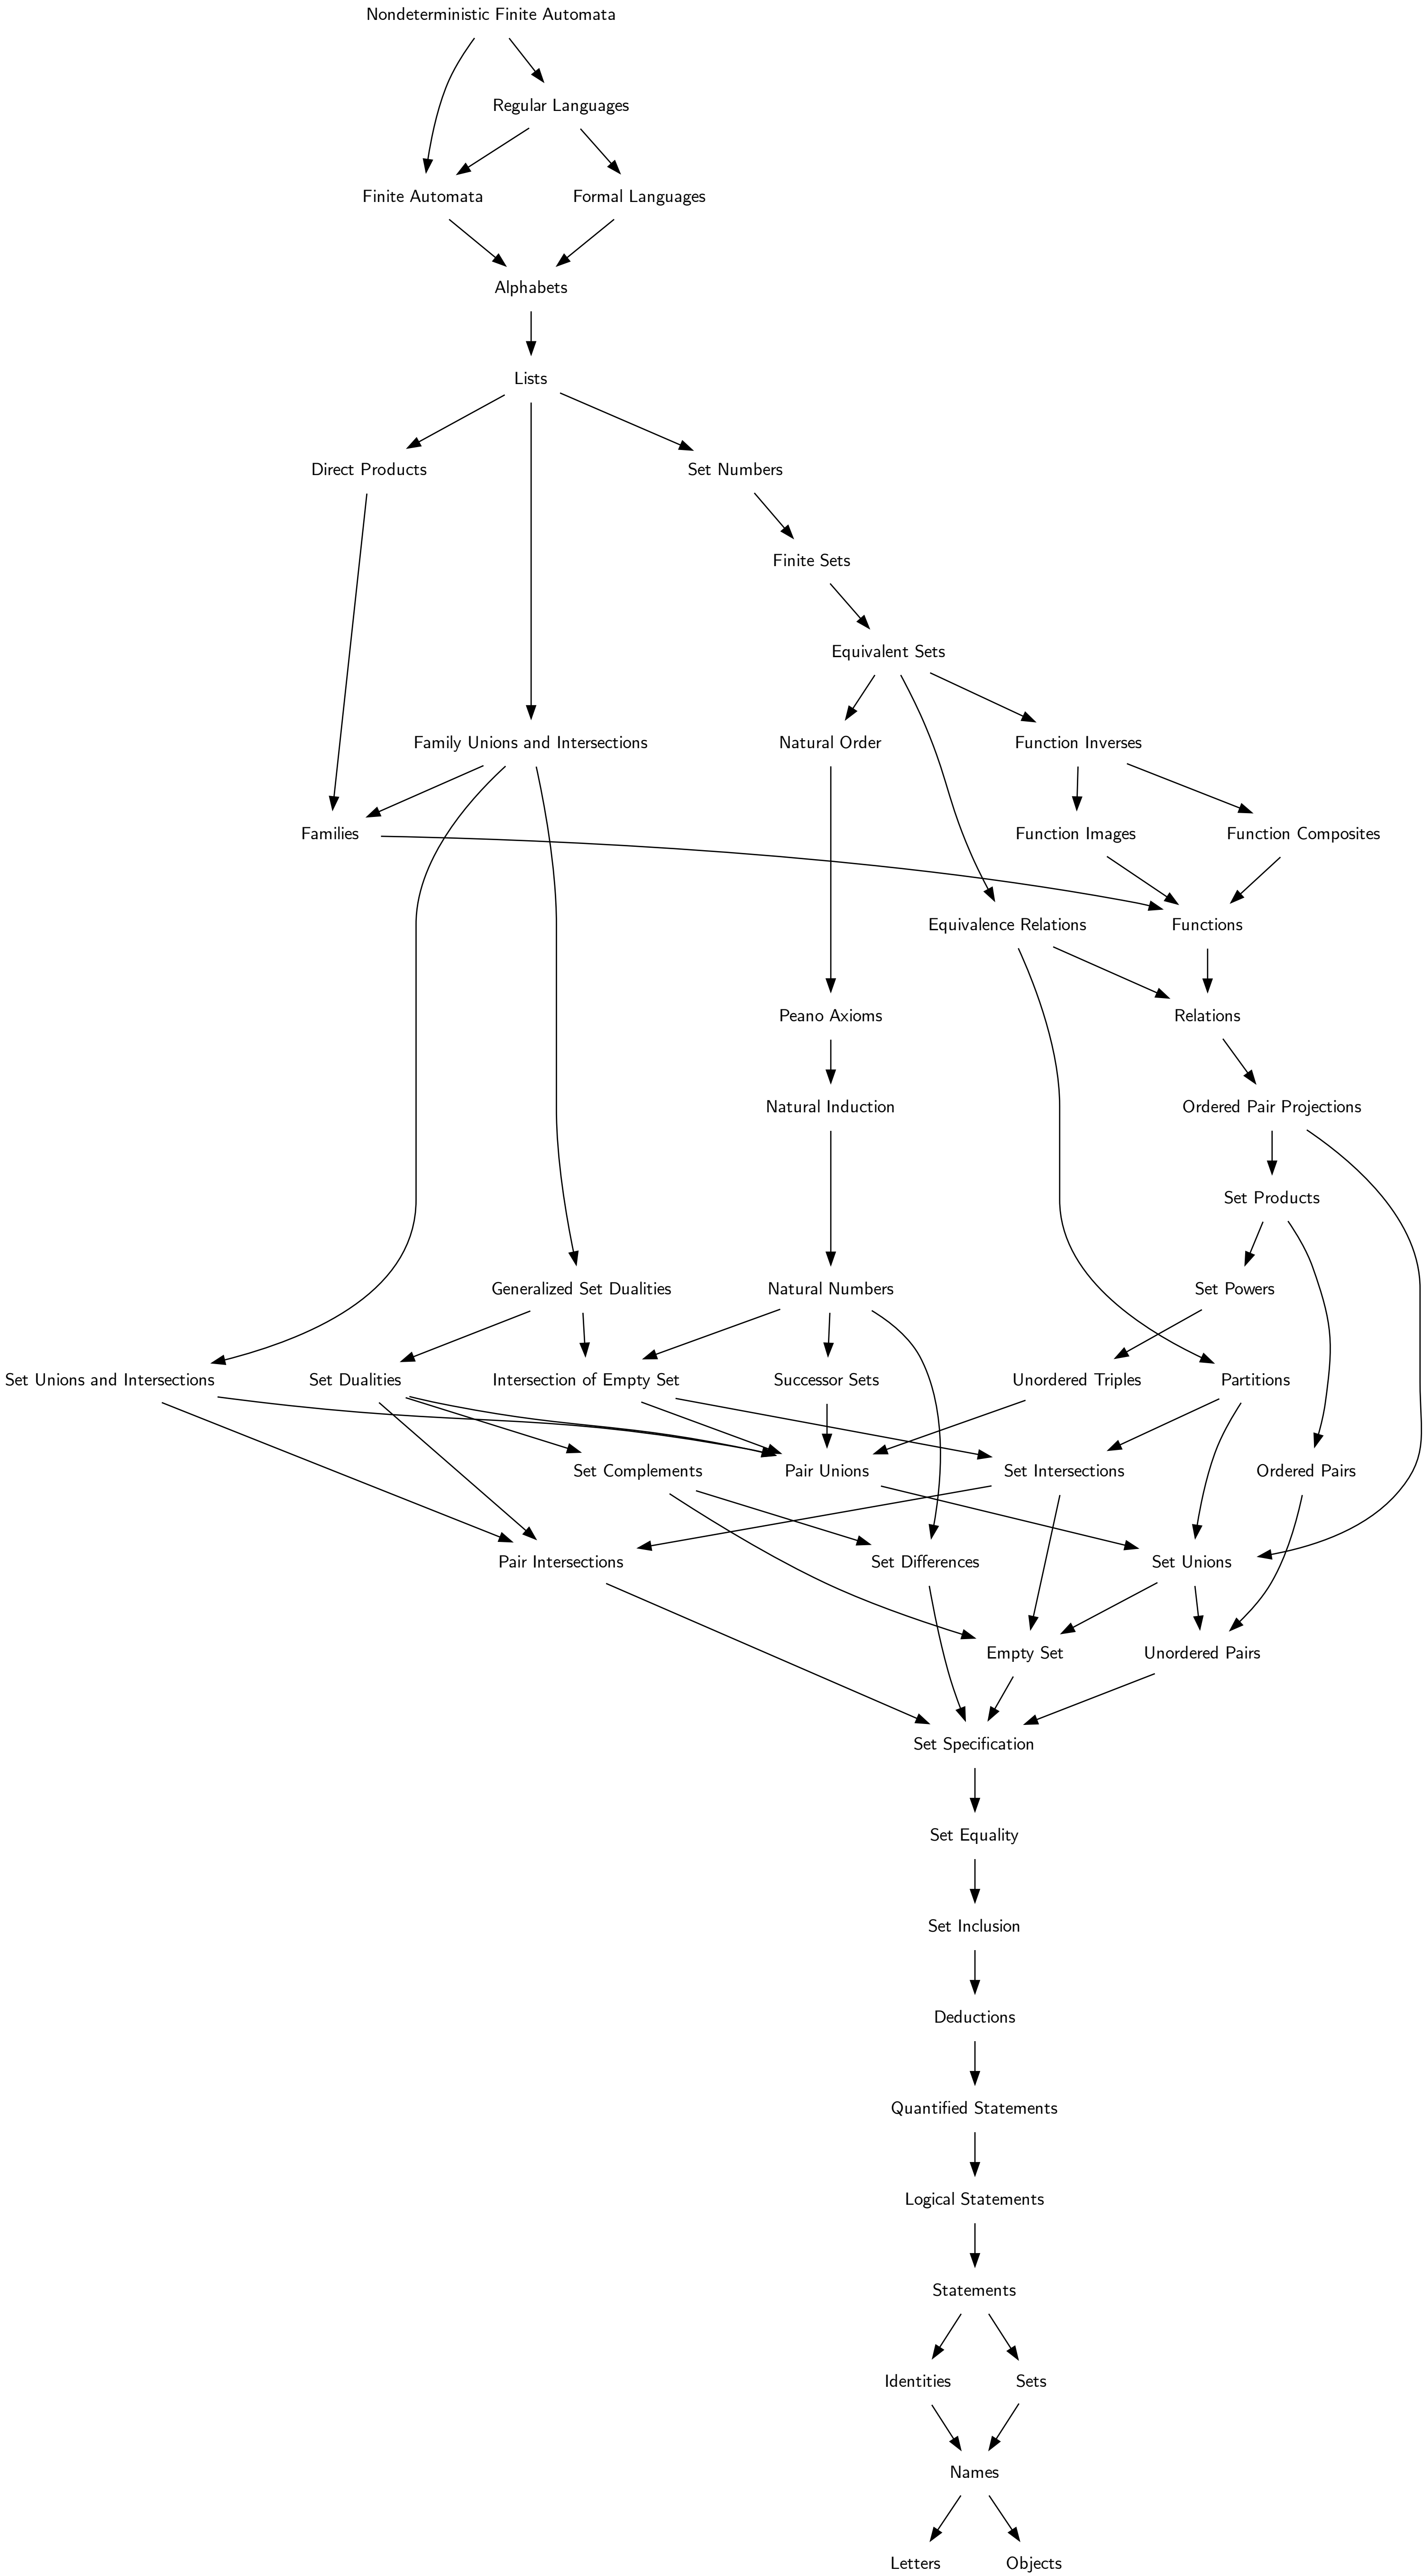 Nondeterministic Finite Automata
Regular Languages
Finite Automata
Formal Languages
Alphabets
Lists
Direct Products
Set Numbers
Finite Sets
Equivalent Sets
Family Unions and Intersections
Natural Order
Function Inverses
Families
Function Images
Function Composites
Equivalence Relations
Functions
Peano Axioms
Relations
Natural Induction
Ordered Pair Projections
Set Products
Generalized Set Dualities
Natural Numbers
Set Powers
Set Unions and Intersections
Set Dualities
Intersection of Empty Set
Successor Sets
Unordered Triples
Partitions
Set Complements
Pair Unions
Set Intersections
Ordered Pairs
Pair Intersections
Set Differences
Set Unions
Empty Set
Unordered Pairs
Set Specification
Set Equality
Set Inclusion
Deductions
Quantified Statements
Logical Statements
Statements
Identities
Sets
Names
Letters
Objects